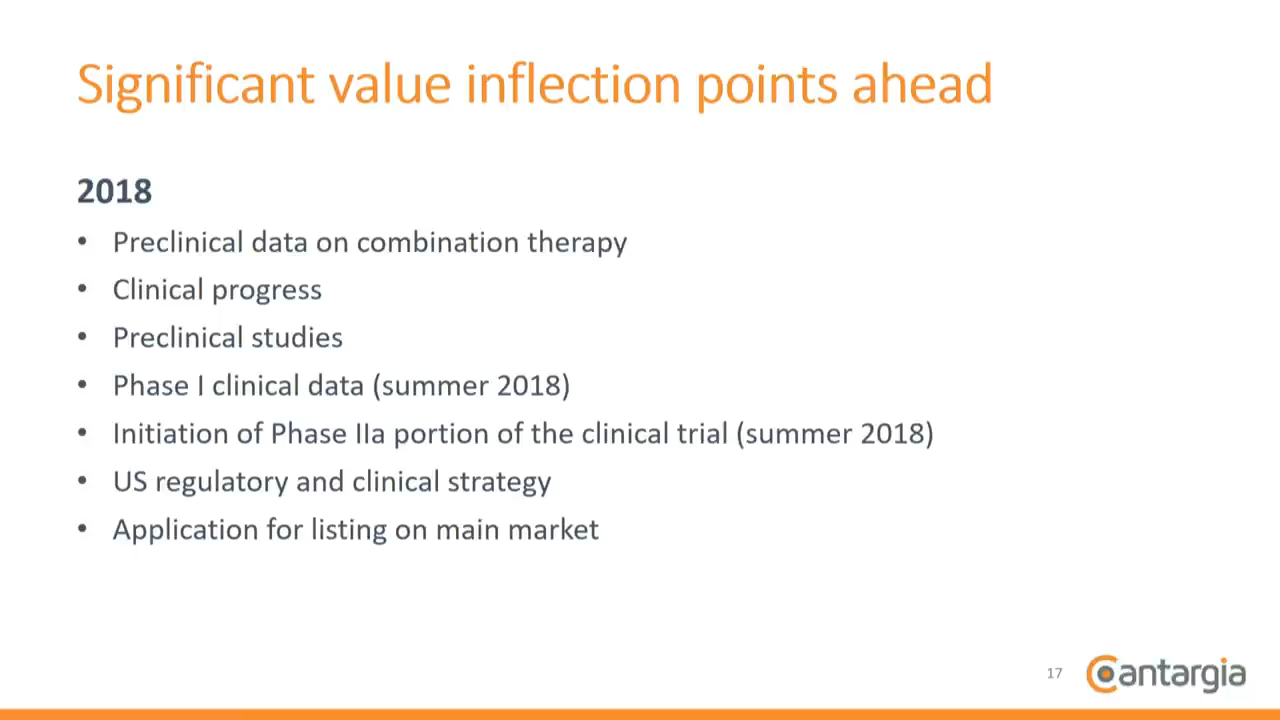 Significant value inflection points ahead
2018
• Preclinical data on combination therapy
• Clinical progress
• Preclinical studies
• Phase I clinical data (summer 2018)
• Initiation of Phase IIa portion of the clinical trial (summer 2018)
• US regulatory and clinical strategy
• Application for listing on main market
17
Cantargia